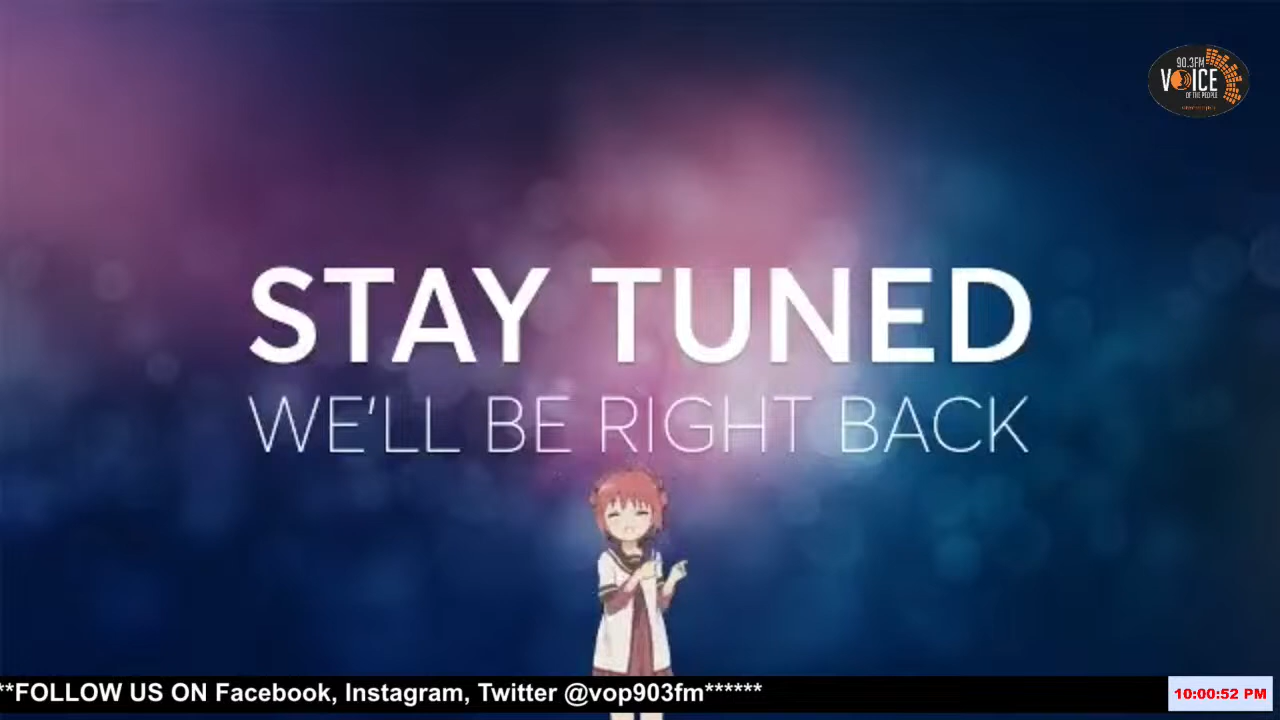 90.3FM
VOICE
OF THE PEOPLE
STAY TUNED
WE'LL BE RIGHT BACK
**FOLLOW US ON Facebook, Instagram, Twitter @vop903fm******
10:00:52 PM